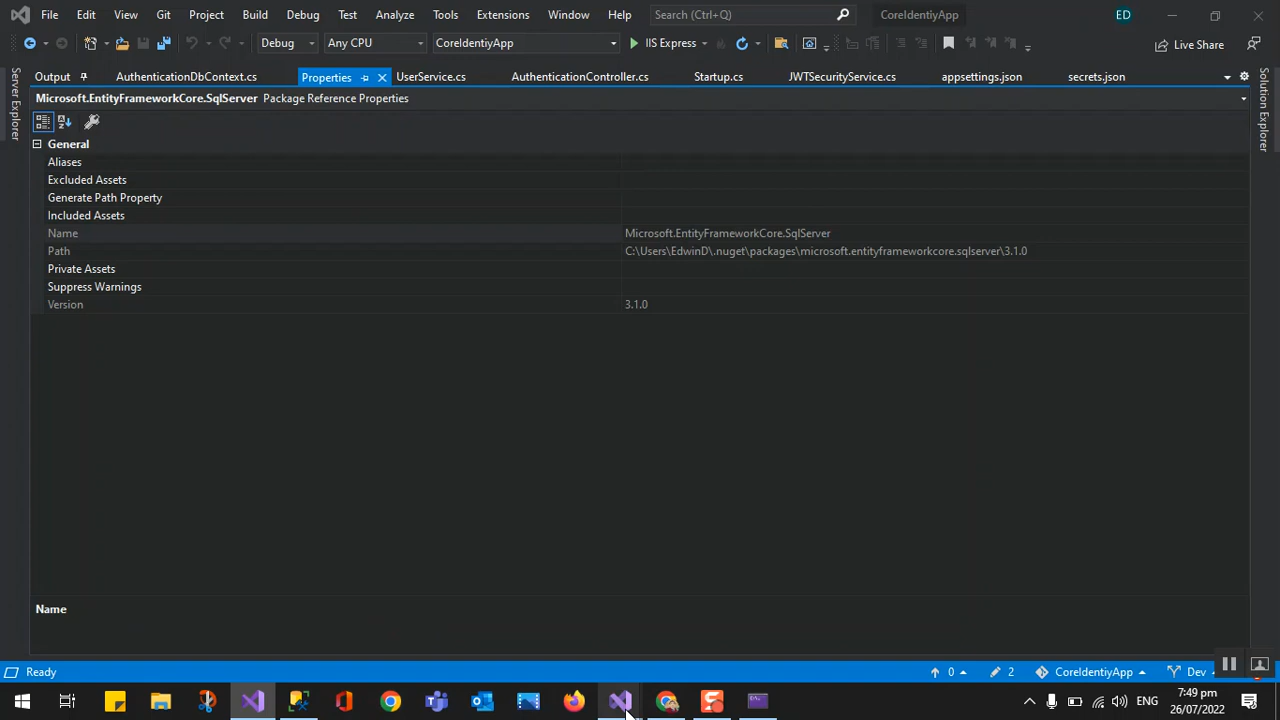 File Edit View Git Project Build Debug Test Analyze Tools Extensions Window Help Search (Ctrl+Q) CoreIdentiyApp ED
Debug Any CPU CoreIdentiyApp IIS Express Live Share
Output AuthenticationDbContext.cs Properties UserService.cs AuthenticationController.cs Startup.cs JWTSecurityService.cs appsettings.json secrets.json
Server Explorer
Solution Explorer
Microsoft.EntityFrameworkCore.SqlServer Package Reference Properties
General
Aliases
Excluded Assets
Generate Path Property
Included Assets
Name Microsoft.EntityFrameworkCore.SqlServer
Path C:\Users\EdwinD\.nuget\packages\microsoft.entityframeworkcore.sqlserver\3.1.0
Private Assets
Suppress Warnings
Version 3.1.0
Name
Ready 0 2 CoreIdentiyApp Dev
ENG 7:49 pm
26/07/2022